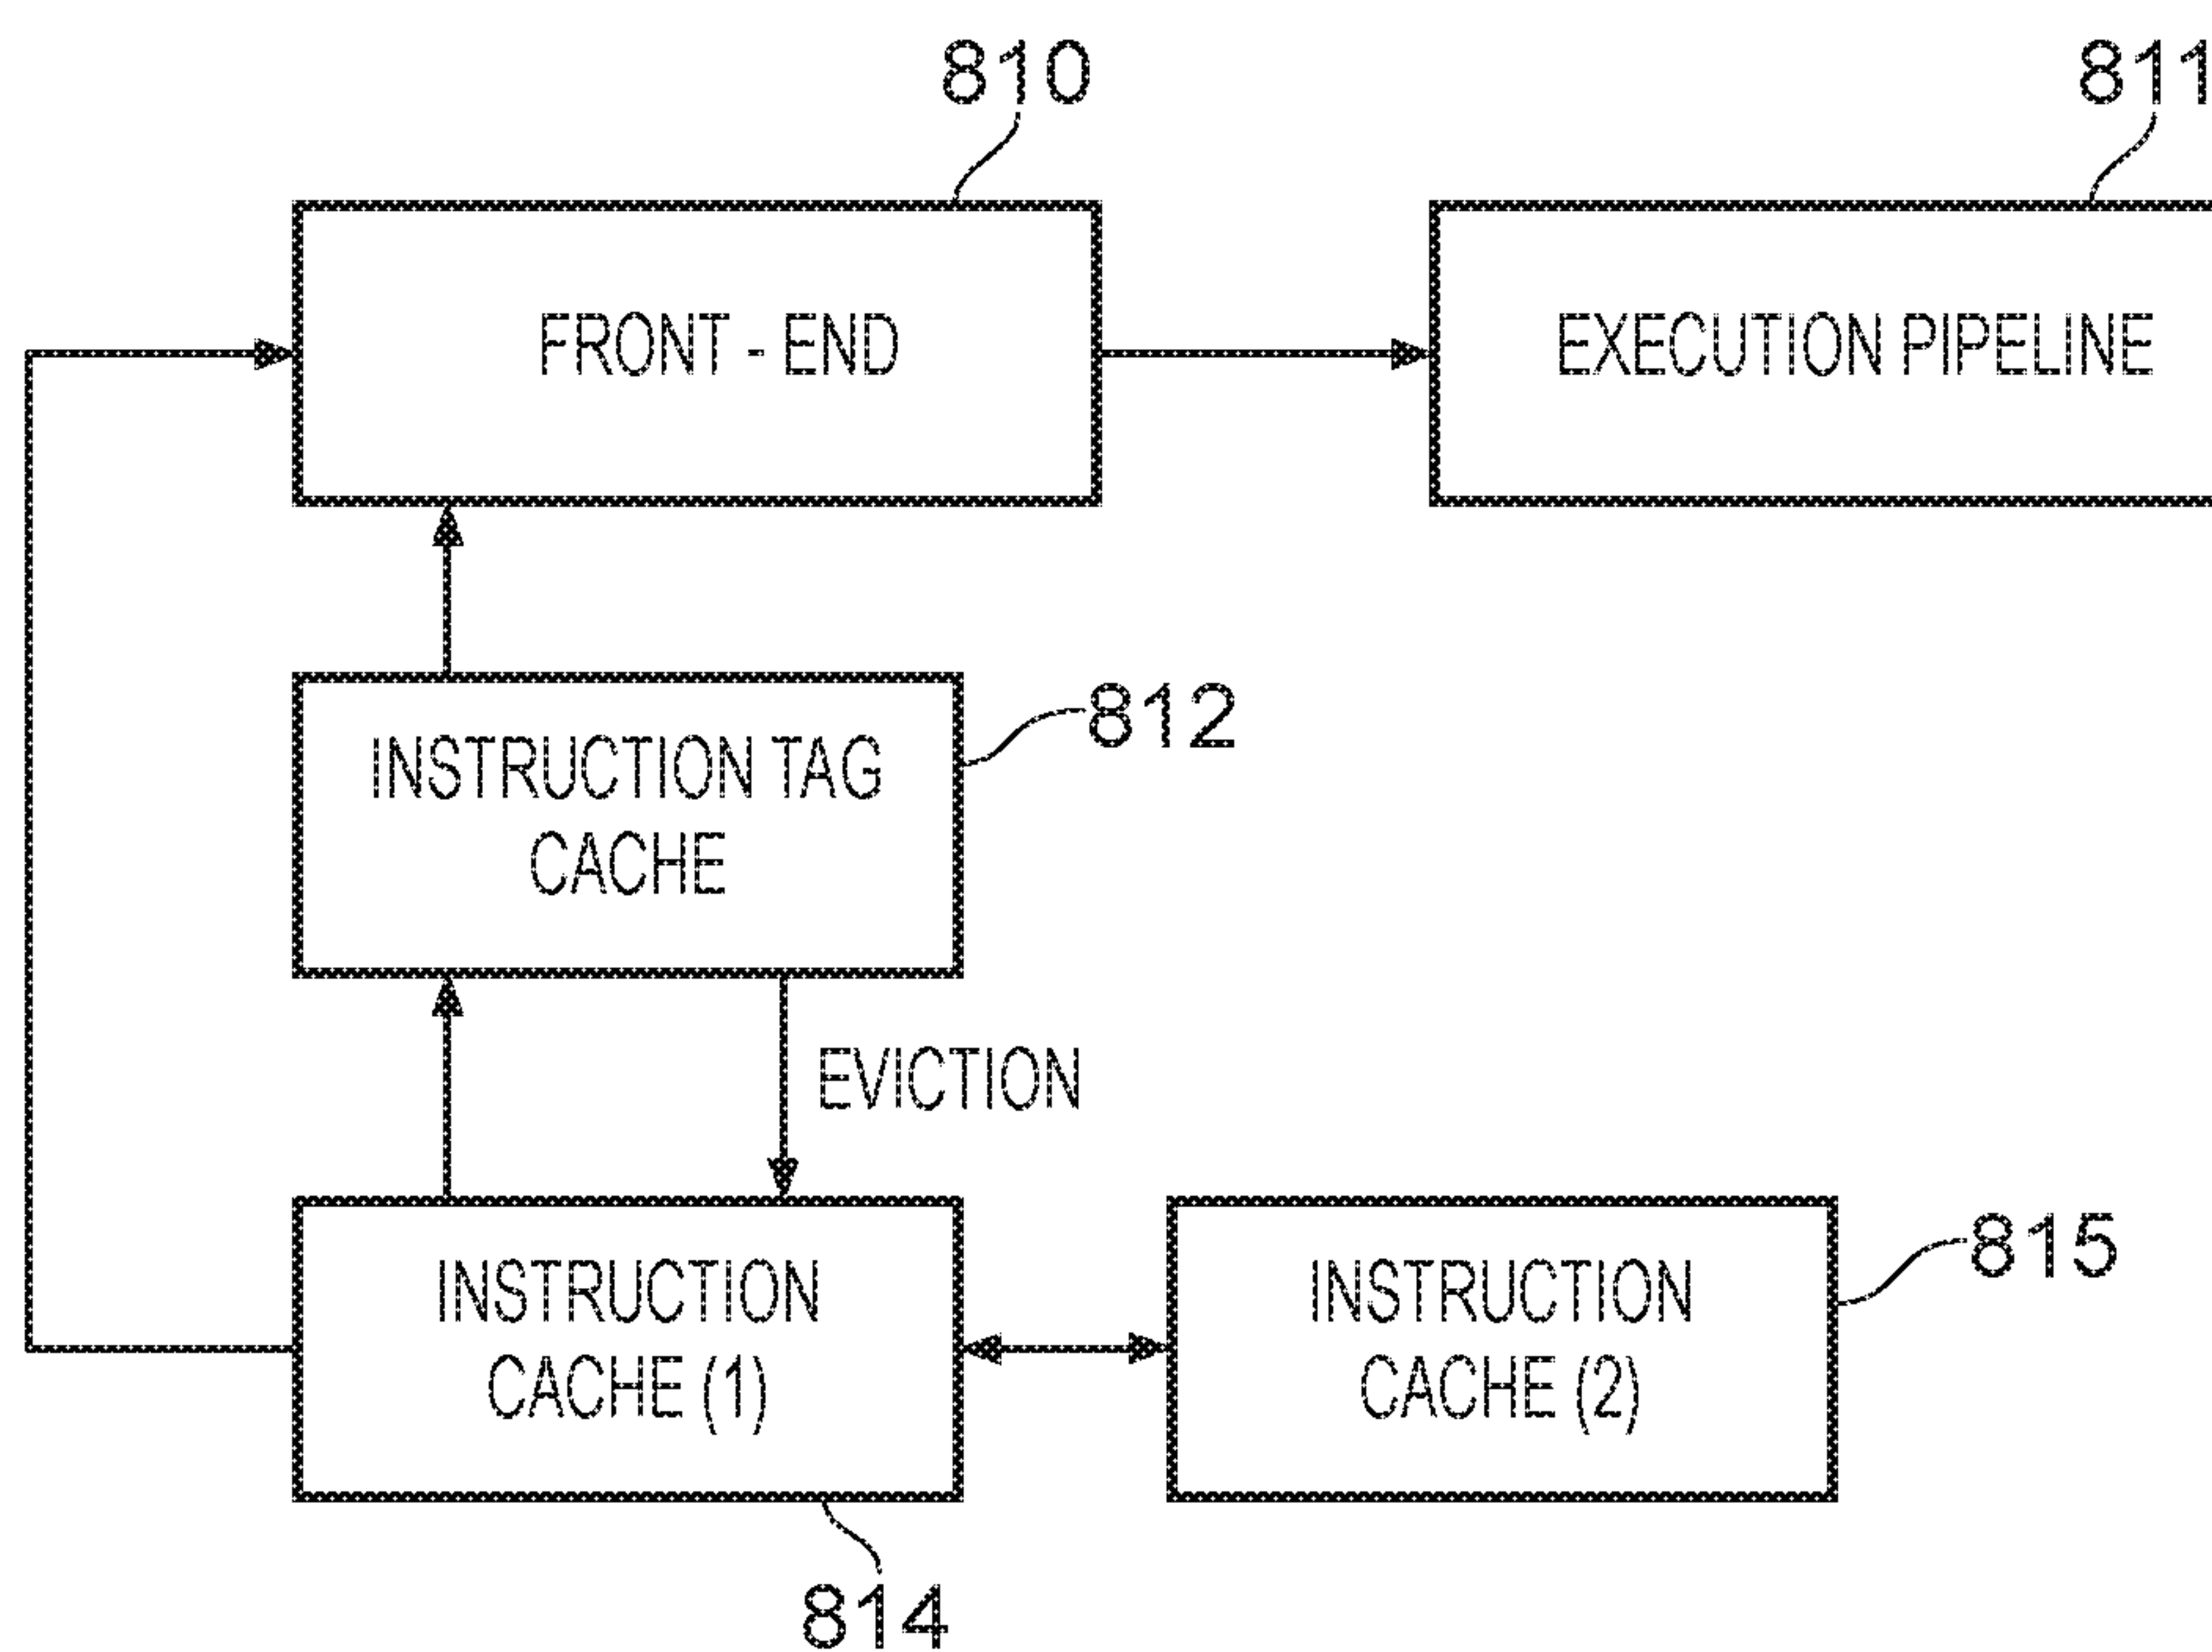 810
811
FRONT - END
EXECUTION PIPELINE
812
INSTRUCTION TAG
CACHE
EVICTION
INSTRUCTION
CACHE (1)
INSTRUCTION
CACHE (2)
815
814